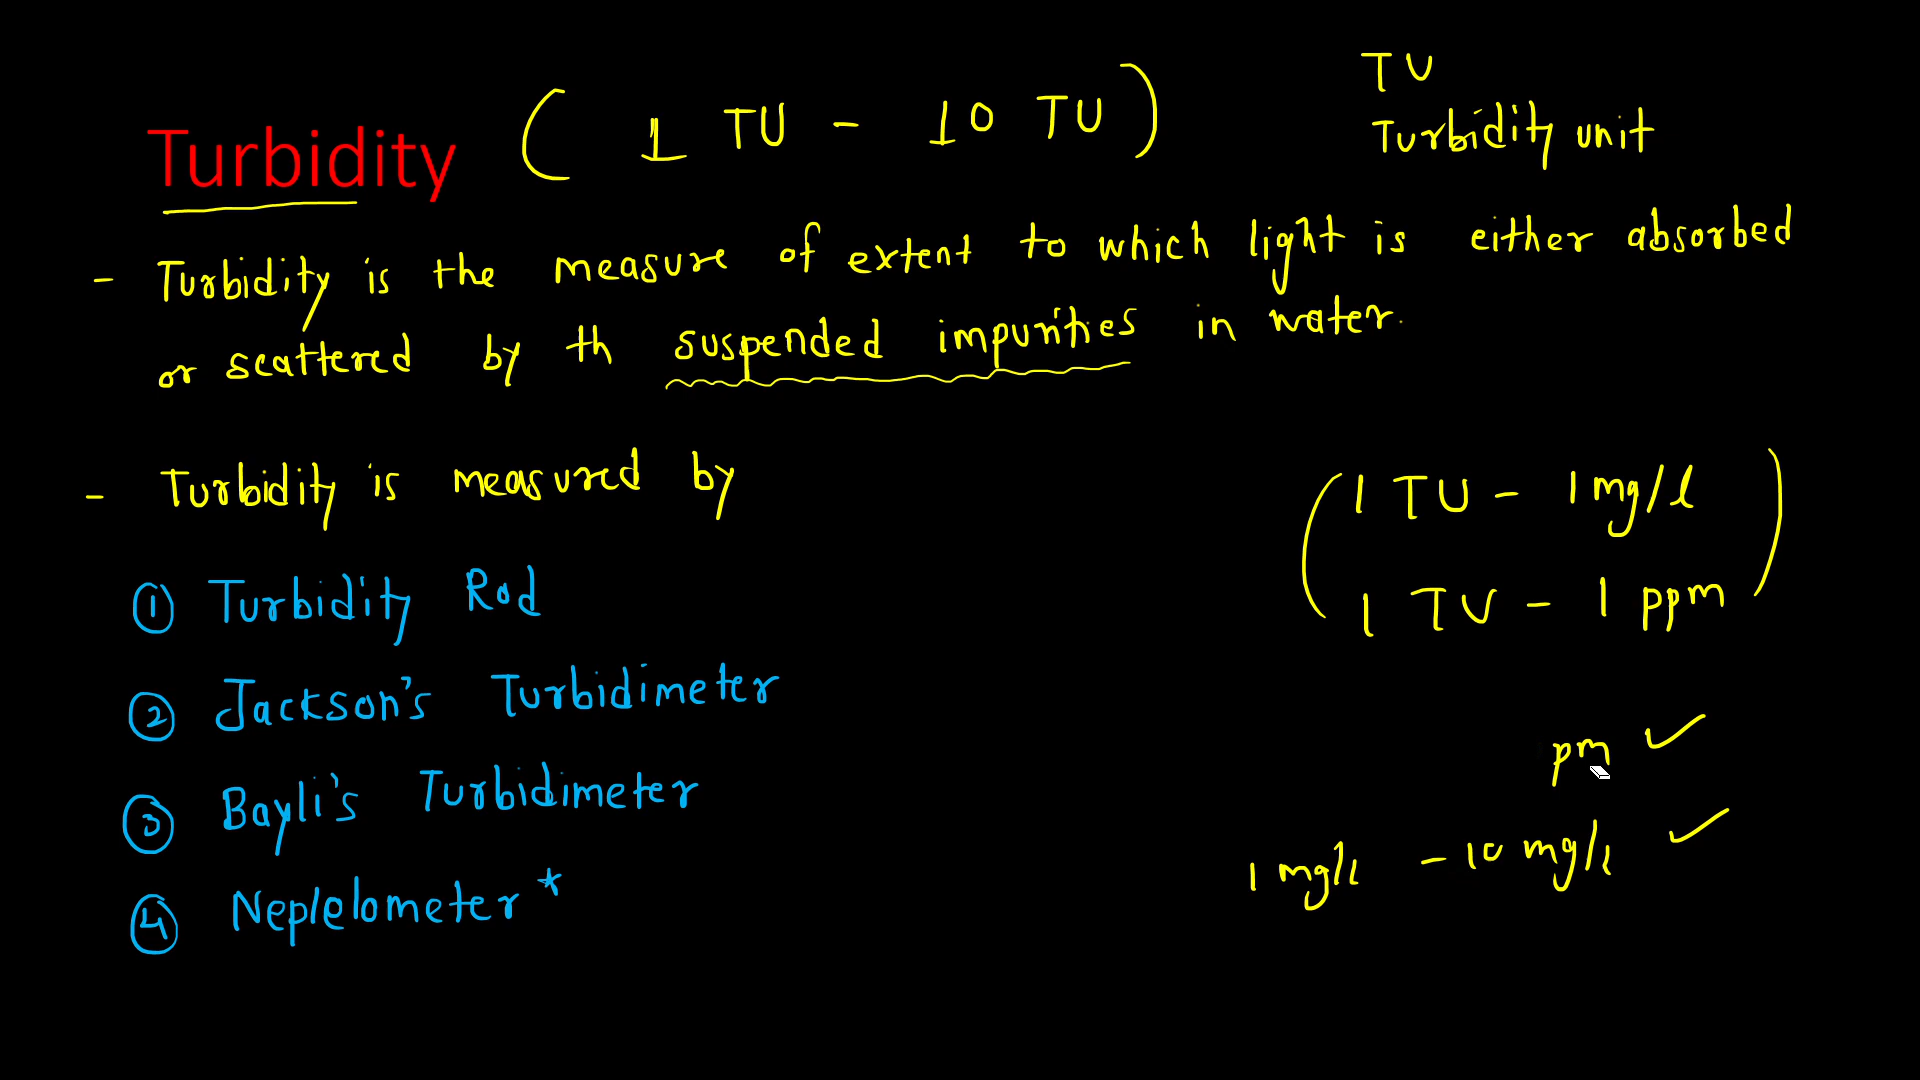 Turbidity ( 1 TU - 10 TU )
TU
Turbidity unit
- Turbidity is the measure of extent to which light is either absorbed
or scattered by th suspended impurities in water.
- Turbidity is measured by
( 1 TU - 1 mg/l
1 TU - 1 ppm )
① Turbidity Rod
② Jackson's Turbidimeter
③ Bayli's Turbidimeter
④ Neplelometer *
pm ✓
1 mg/l - 10 mg/l ✓